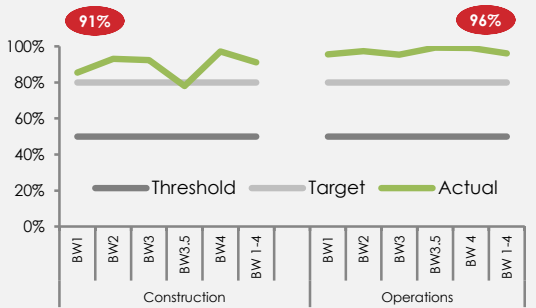 91%
96%
100%
80%
60%
40%
20%
0%
Threshold Target Actual
BW1 BW2 BW3 BW3.5 BW4 BW 1-4 BW1 BW2 BW3 BW3.5 BW 4 BW 1-4
Construction Operations